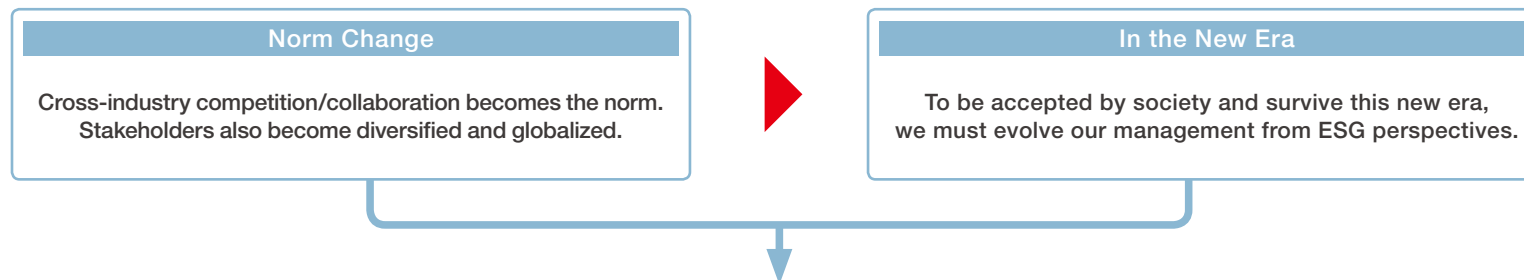 Norm Change
Cross-industry competition/collaboration becomes the norm.
Stakeholders also become diversified and globalized.
In the New Era
To be accepted by society and survive this new era,
we must evolve our management from ESG perspectives.